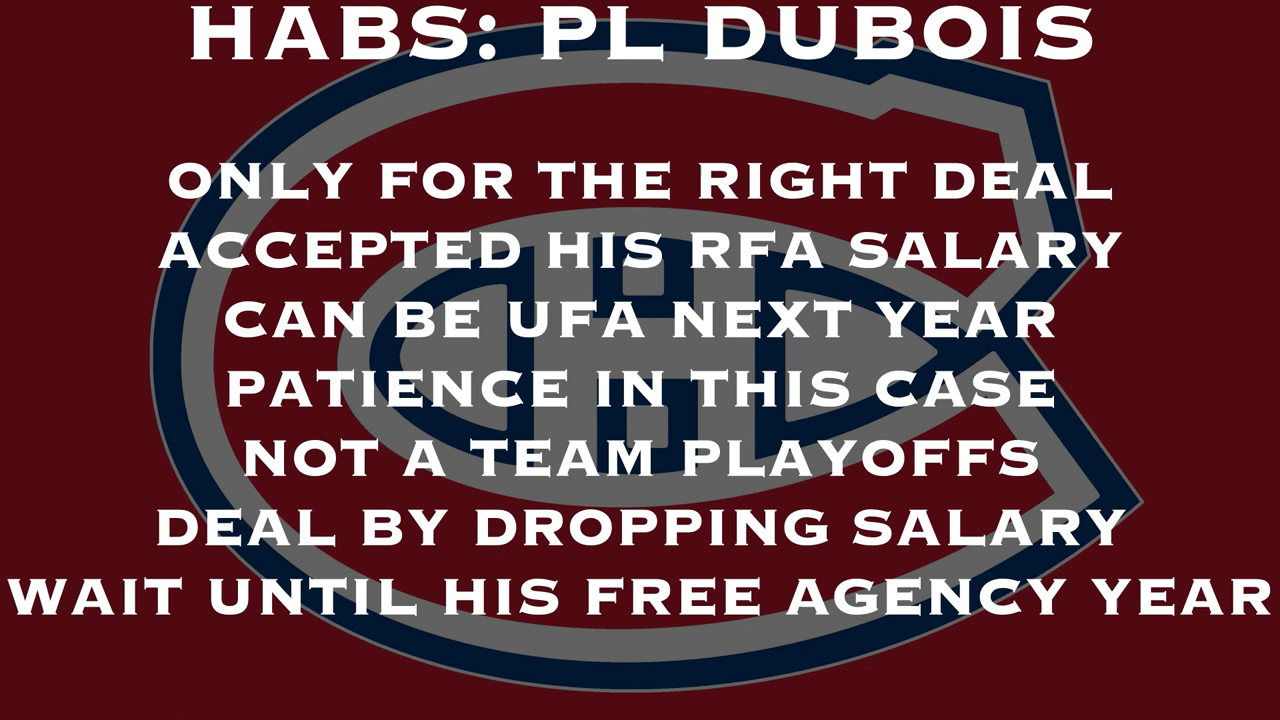 HABS: PL DUBOIS
ONLY FOR THE RIGHT DEAL
ACCEPTED HIS RFA SALARY
CAN BE UFA NEXT YEAR
PATIENCE IN THIS CASE
NOT A TEAM PLAYOFFS
DEAL BY DROPPING SALARY
WAIT UNTIL HIS FREE AGENCY YEAR